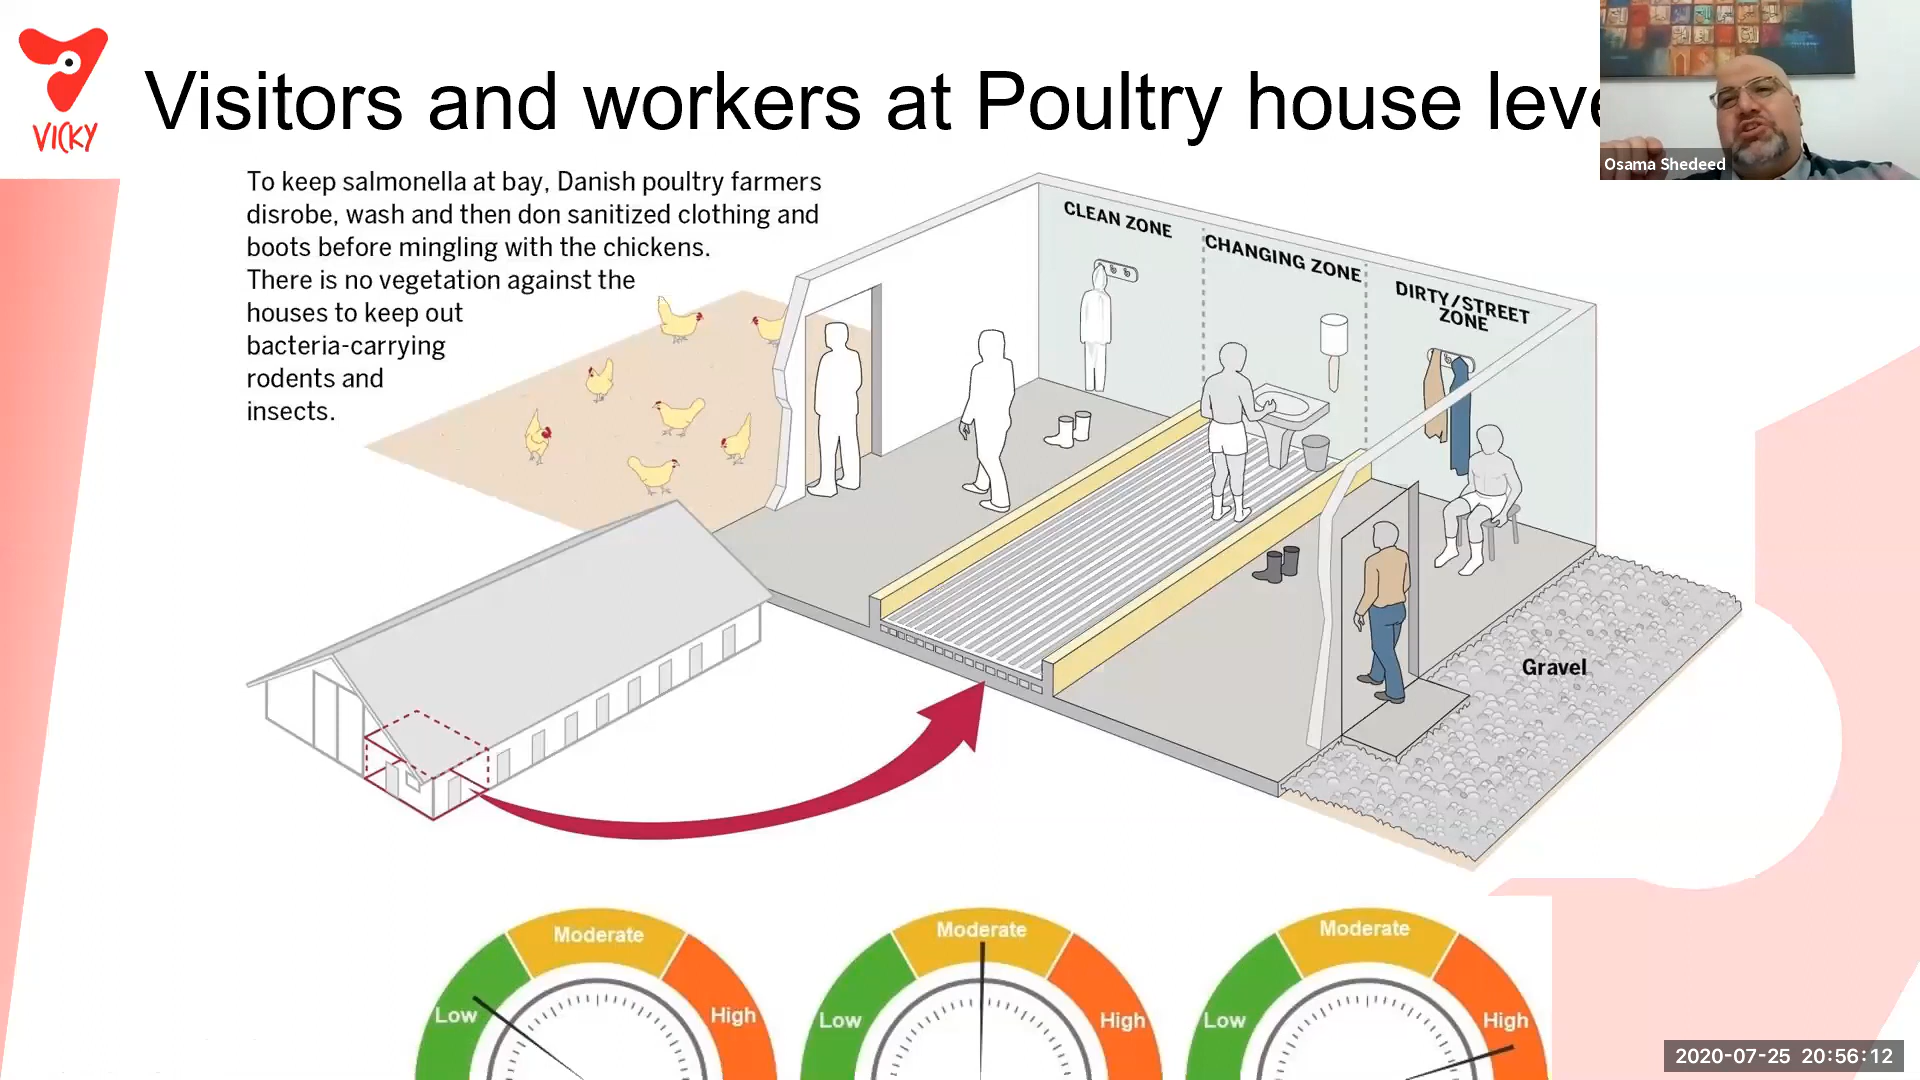 VICKY
Visitors and workers at Poultry house leve
Osama Shedeed
To keep salmonella at bay, Danish poultry farmers
disrobe, wash and then don sanitized clothing and
boots before mingling with the chickens.
There is no vegetation against the
houses to keep out
bacteria-carrying
rodents and
insects.
CLEAN ZONE
CHANGING ZONE
DIRTY/STREET
ZONE
Gravel
Moderate
Low
High
Moderate
Low
High
Moderate
Low
High
2020-07-25 20:56:12